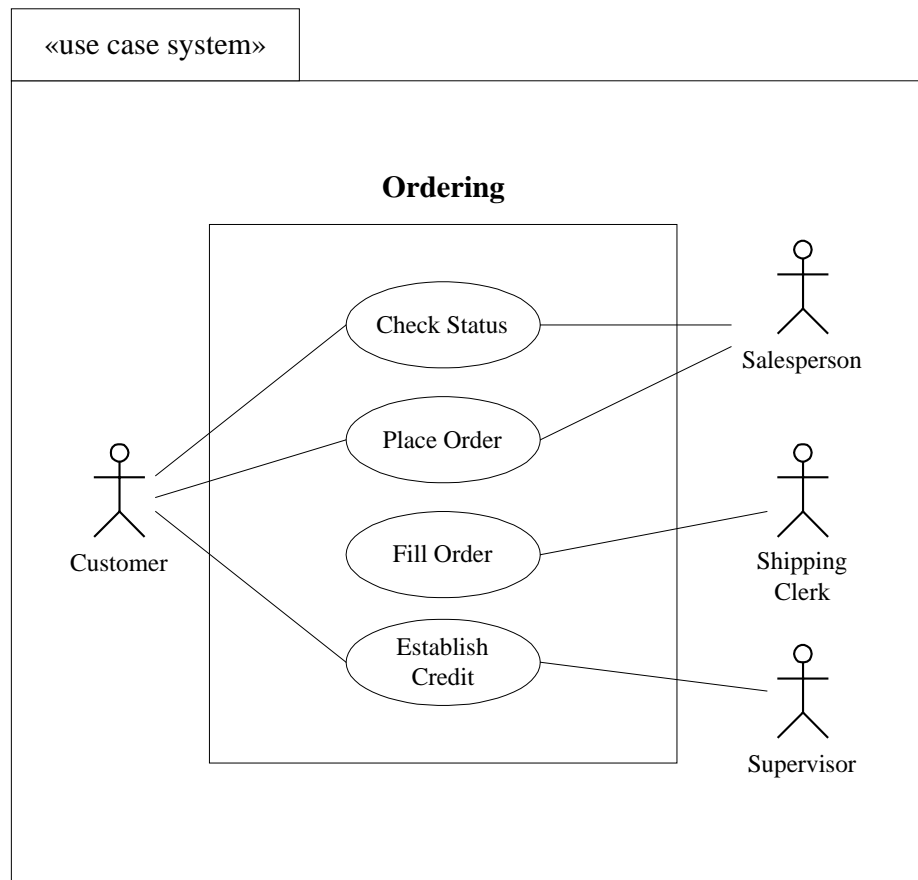 «use case system»
Ordering
Check Status
Salesperson
Place Order
Customer
Fill Order
Shipping
Clerk
Establish
Credit
Supervisor